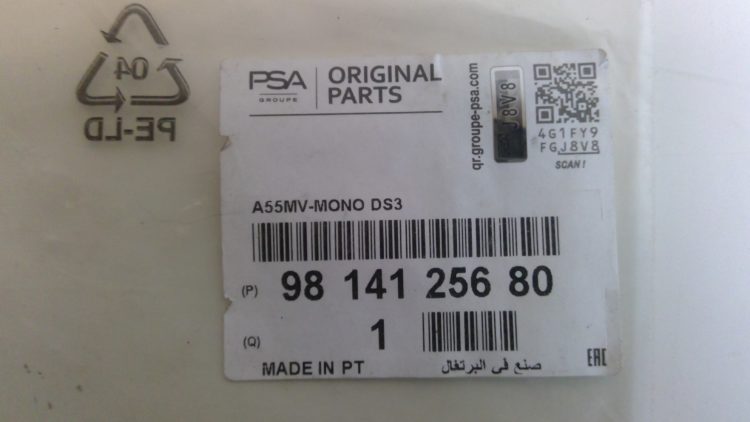 04
PE-LD
PSA
GROUPE
ORIGINAL
PARTS
qr.groupe-psa.com
J8V8
4G1FY9
FGJ8V8
SCAN!
A55MV-MONO DS3
(P) 98 141 256 80
(Q) 1
MADE IN PT
صنع في البرتغال
EAC